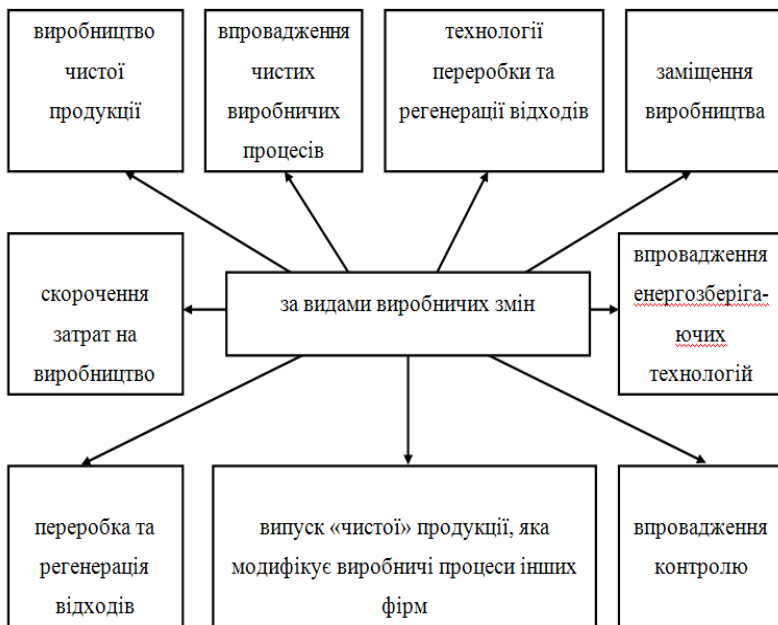 виробництво
чистої
продукції
впровадження
чистих
виробничих
процесів
технології
переробки та
регенерації відходів
заміщення
виробництва
скорочення
затрат на
виробництво
за видами виробничих змін
впровадження
енергозберіга-
ючих
технологій
переробка та
регенерація
відходів
випуск «чистої» продукції, яка
модифікує виробничі процеси інших
фірм
впровадження
контролю